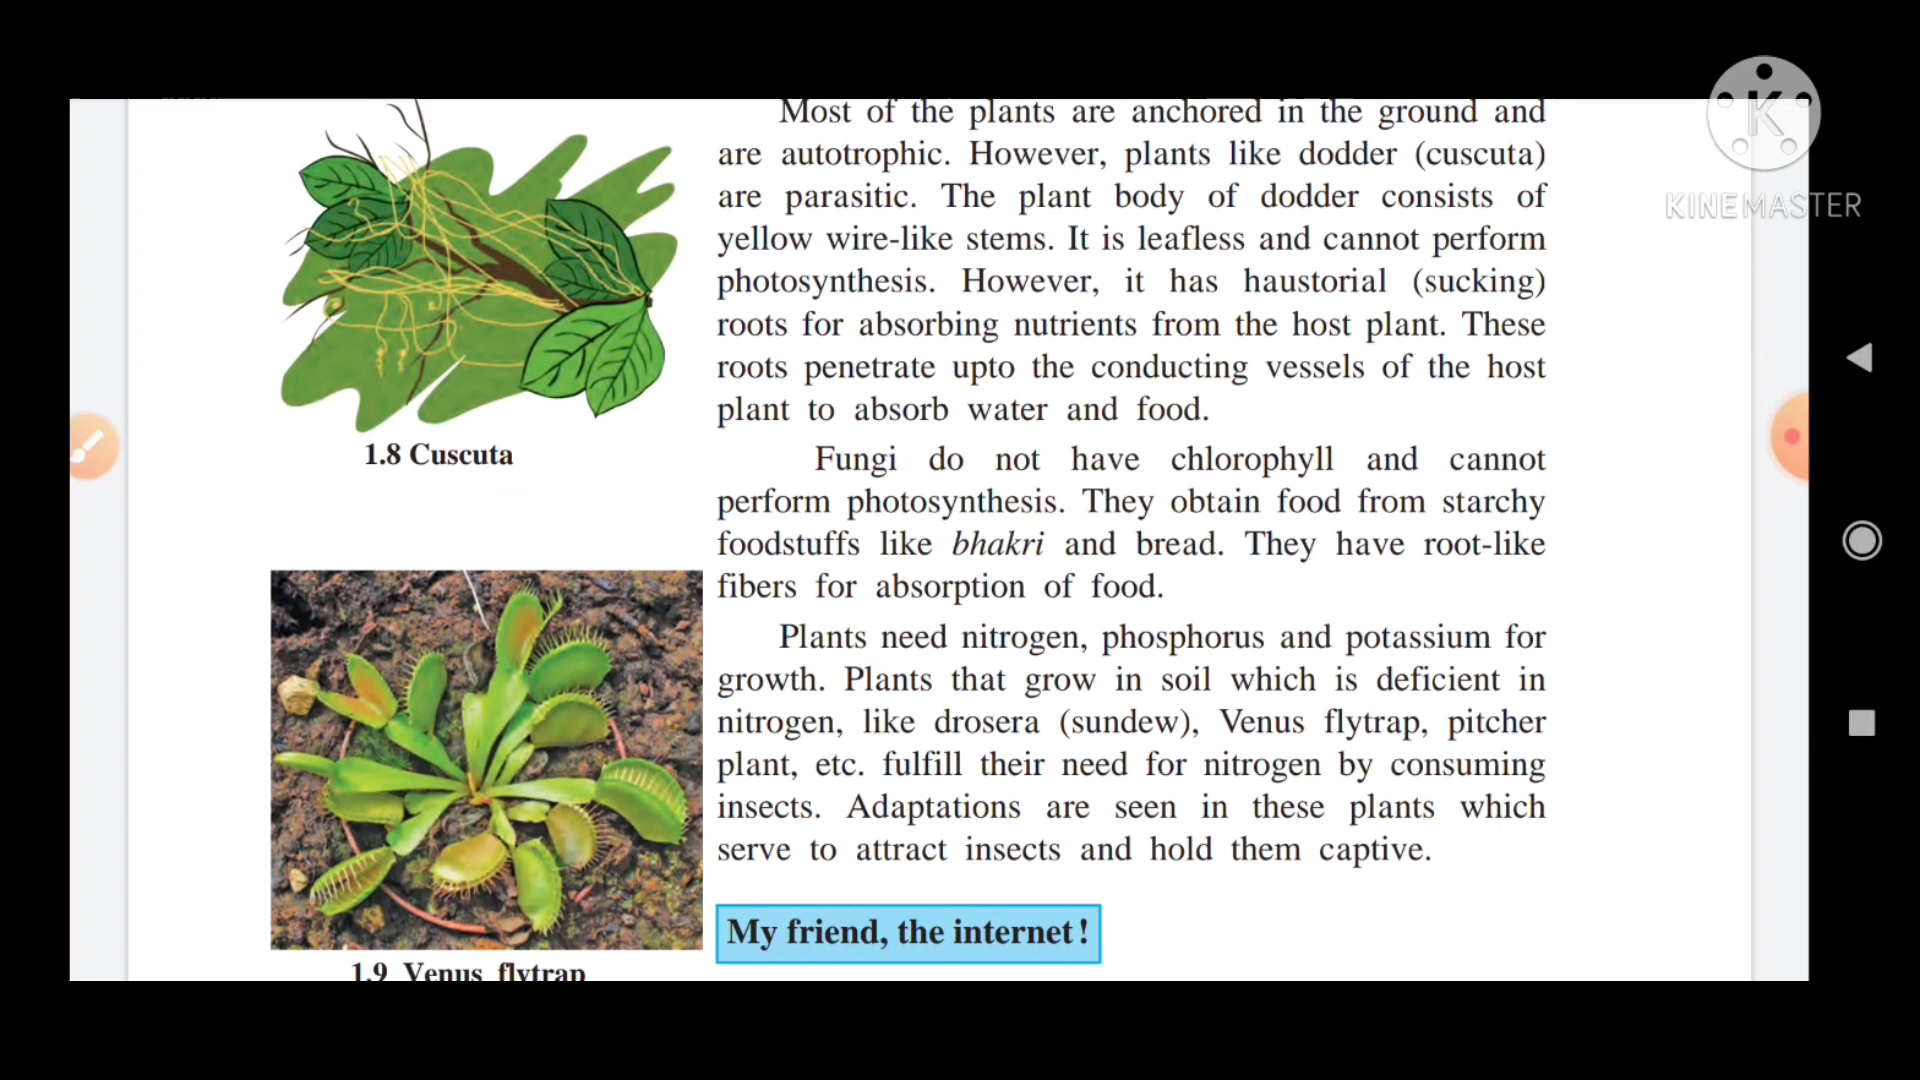 Most of the plants are anchored in the ground and
are autotrophic. However, plants like dodder (cuscuta)
are parasitic. The plant body of dodder consists of
yellow wire-like stems. It is leafless and cannot perform
photosynthesis. However, it has haustorial (sucking)
roots for absorbing nutrients from the host plant. These
roots penetrate upto the conducting vessels of the host
plant to absorb water and food.
1.8 Cuscuta
Fungi do not have chlorophyll and cannot
perform photosynthesis. They obtain food from starchy
foodstuffs like bhakri and bread. They have root-like
fibers for absorption of food.
Plants need nitrogen, phosphorus and potassium for
growth. Plants that grow in soil which is deficient in
nitrogen, like drosera (sundew), Venus flytrap, pitcher
plant, etc. fulfill their need for nitrogen by consuming
insects. Adaptations are seen in these plants which
serve to attract insects and hold them captive.
My friend, the internet!
1.9 Venus flytrap
K
KINEMASTER